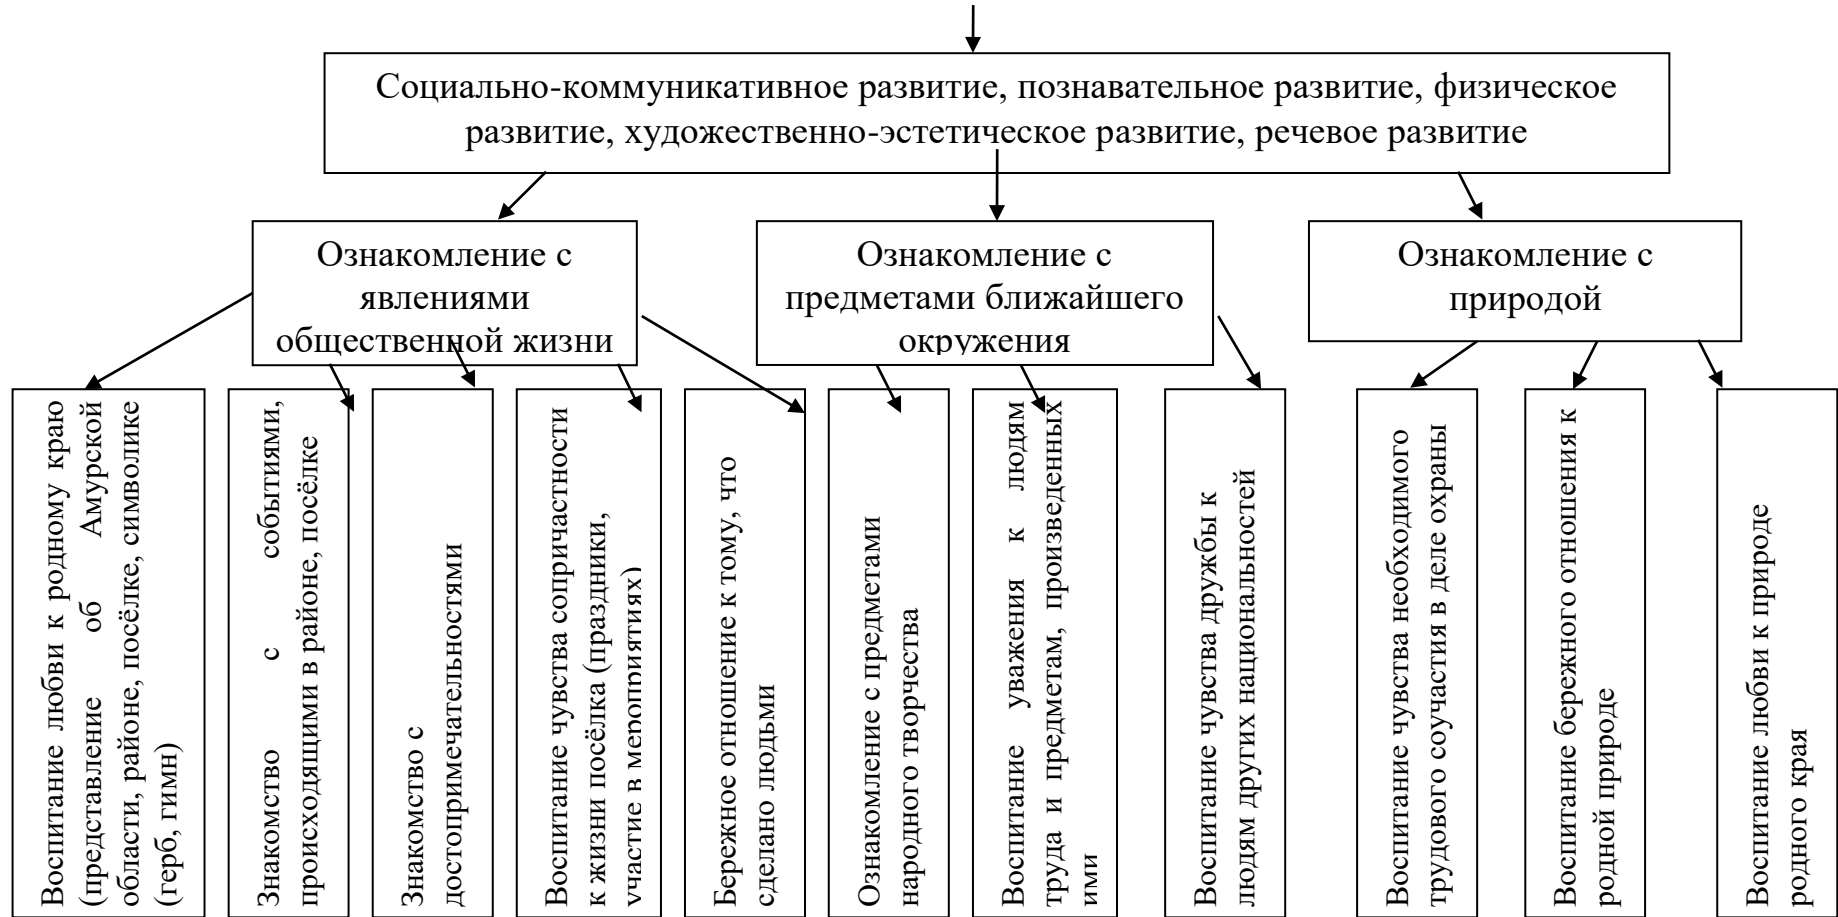 Социально-коммуникативное развитие, познавательное развитие, физическое
развитие, художественно-эстетическое развитие, речевое развитие
Ознакомление с
явлениями
общественной жизни
Ознакомление с
предметами ближайшего
окружения
Ознакомление с
природой
Воспитание любви к родному краю
(представление об Амурской
области, районе, посёлке, символике
(герб, гимн)
Знакомство с событиями,
происходящими в районе, посёлке
Знакомство с
достопримечательностями
Воспитание чувства сопричастности
к жизни посёлка (праздники,
участие в мероприятиях)
Бережное отношение к тому, что
сделано людьми
Ознакомление с предметами
народного творчества
Воспитание уважения к людям
труда и предметам, произведенных
ими
Воспитание чувства дружбы к
людям других национальностей
Воспитание чувства необходимого
трудового соучастия в деле охраны
Воспитание бережного отношения к
родной природе
Воспитание любви к природе
родного края